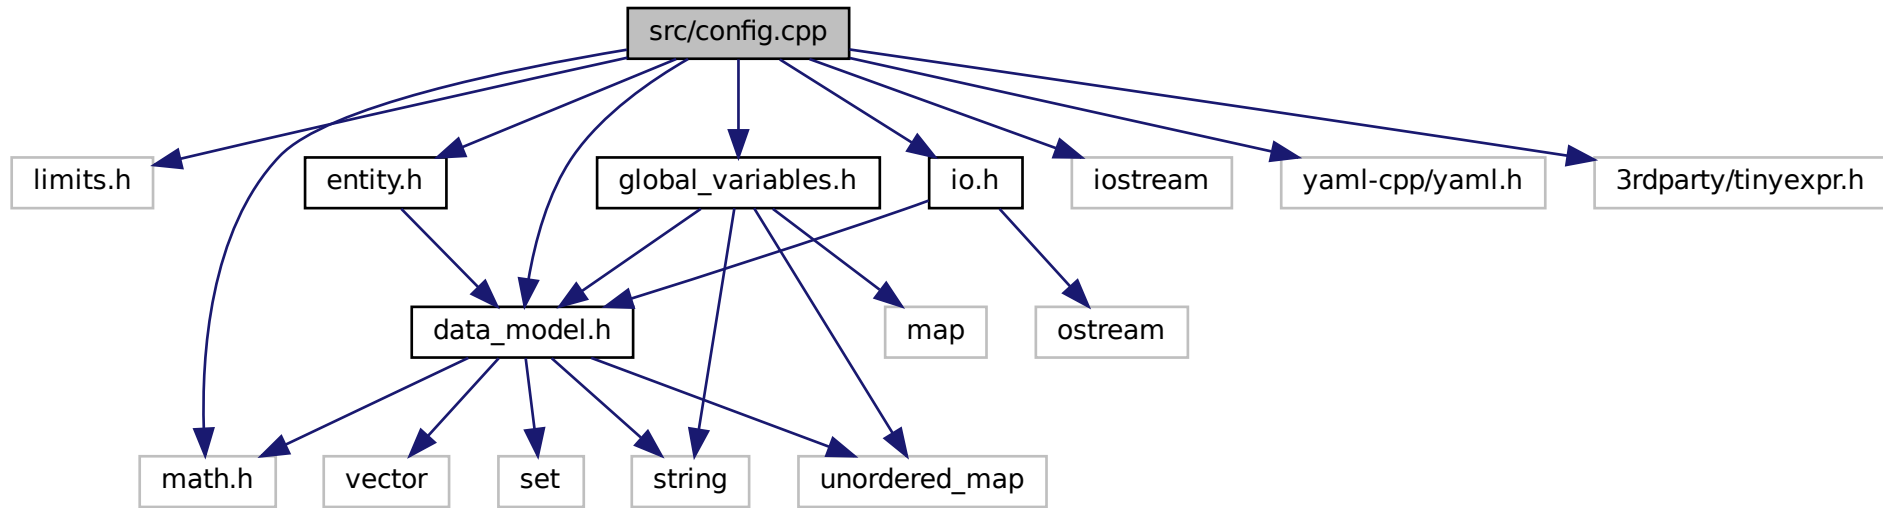 src/config.cpp
limits.h
entity.h
global_variables.h
io.h
iostream
yaml-cpp/yaml.h
3rdparty/tinyexpr.h
data_model.h
map
ostream
math.h
vector
set
string
unordered_map